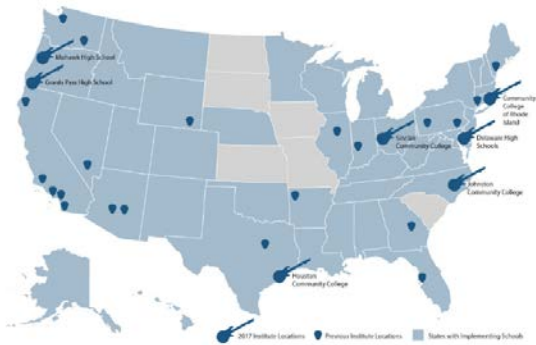 Mohawk High School
Grants Pass High School
Community
College
of Rhode
Island
Sinclair
Community College
Delaware High
Schools
Johnston
Community College
Houston
Community College
2017 Institute Locations
Previous Institute Locations
States with Implementing Schools